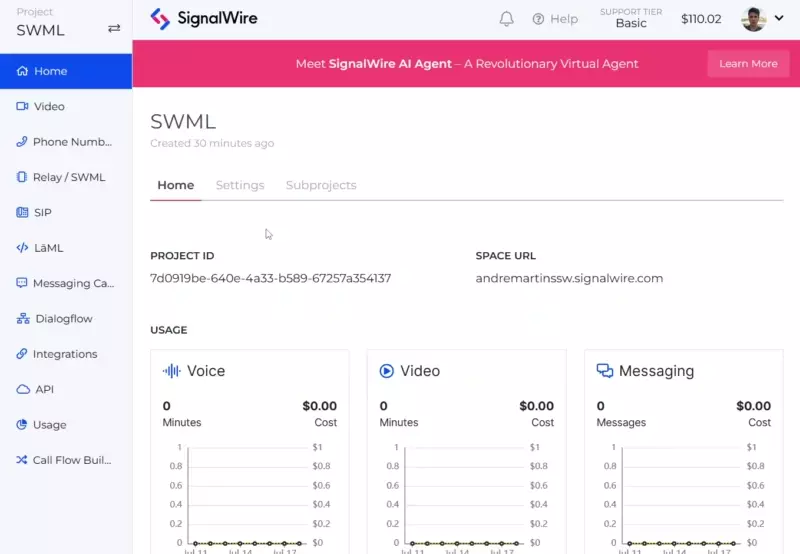 Project
SWML
Home
Video
Phone Numb...
Relay / SWML
SIP
LāML
Messaging Ca...
Dialogflow
Integrations
API
Usage
Call Flow Buil...
SignalWire
Help
SUPPORT TIER
Basic
$110.02
Meet SignalWire AI Agent – A Revolutionary Virtual Agent
Learn More
SWML
Created 30 minutes ago
Home Settings Subprojects
PROJECT ID
7d0919be-640e-4a33-b589-67257a354137
SPACE URL
andremartinssw.signalwire.com
USAGE
Voice
0 $0.00
Minutes Cost
1 $1
0.8 $0.8
0.6 $0.6
0.4 $0.4
0.2 $0.2
0 $0
Jul 11 Jul 14 Jul 17
Video
0 $0.00
Minutes Cost
1 $1
0.8 $0.8
0.6 $0.6
0.4 $0.4
0.2 $0.2
0 $0
Jul 11 Jul 14 Jul 17
Messaging
0 $0.00
Messages Cost
1 $1
0.8 $0.8
0.6 $0.6
0.4 $0.4
0.2 $0.2
0 $0
Jul 11 Jul 14 Jul 17